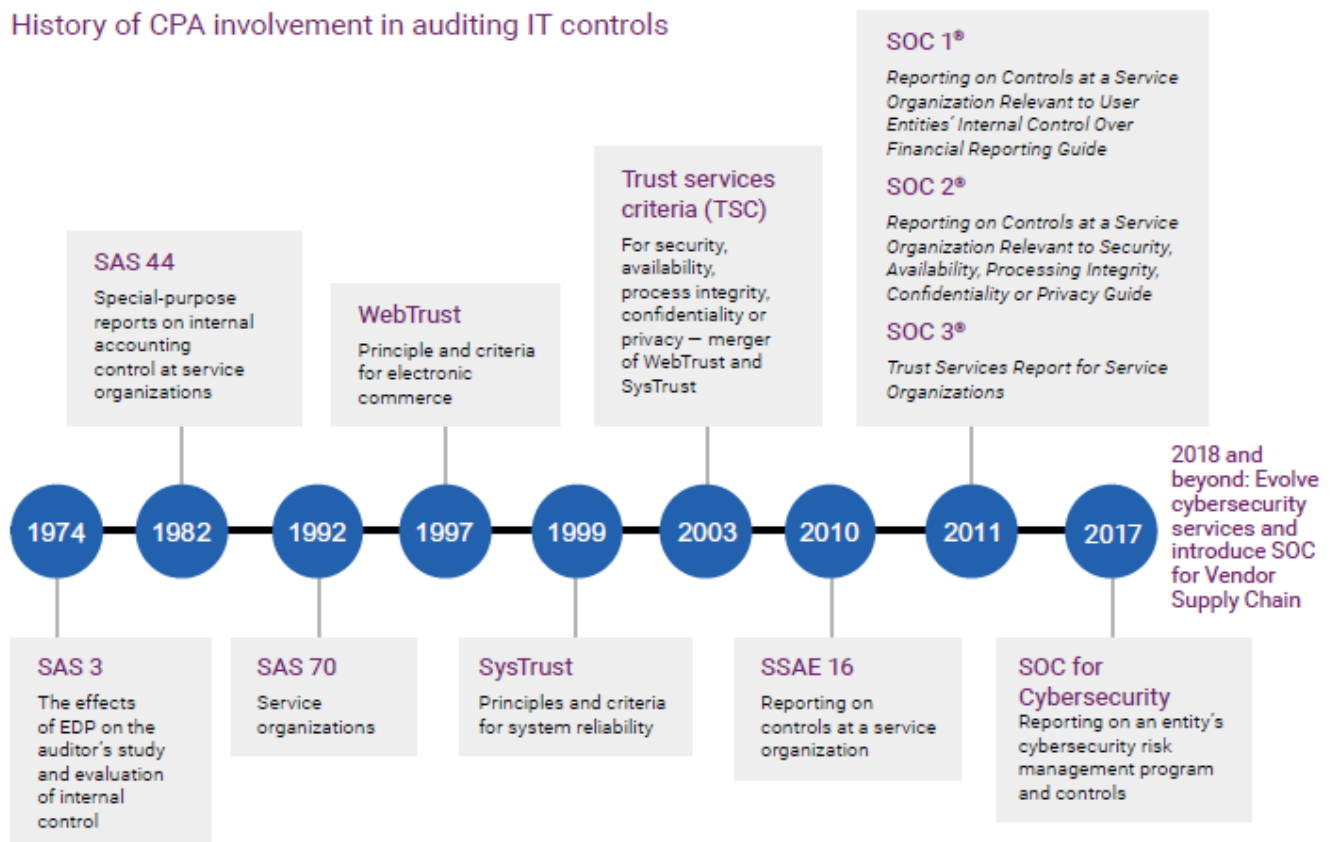 History of CPA involvement in auditing IT controls
SOC 1®
Reporting on Controls at a Service
Organization Relevant to User
Entities' Internal Control Over
Financial Reporting Guide
SOC 2®
Reporting on Controls at a Service
Organization Relevant to Security,
Availability, Processing Integrity,
Confidentiality or Privacy Guide
SOC 3®
Trust Services Report for Service
Organizations
Trust services
criteria (TSC)
For security,
availability,
process integrity,
confidentiality or
privacy — merger
of WebTrust and
SysTrust
SAS 44
Special-purpose
reports on internal
accounting
control at service
organizations
WebTrust
Principle and criteria
for electronic
commerce
1974
1982
1992
1997
1999
2003
2010
2011
2017
2018 and
beyond: Evolve
cybersecurity
services and
introduce SOC
for Vendor
Supply Chain
SAS 3
The effects
of EDP on the
auditor's study
and evaluation
of internal
control
SAS 70
Service
organizations
SysTrust
Principles and criteria
for system reliability
SSAE 16
Reporting on
controls at a service
organization
SOC for
Cybersecurity
Reporting on an entity's
cybersecurity risk
management program
and controls